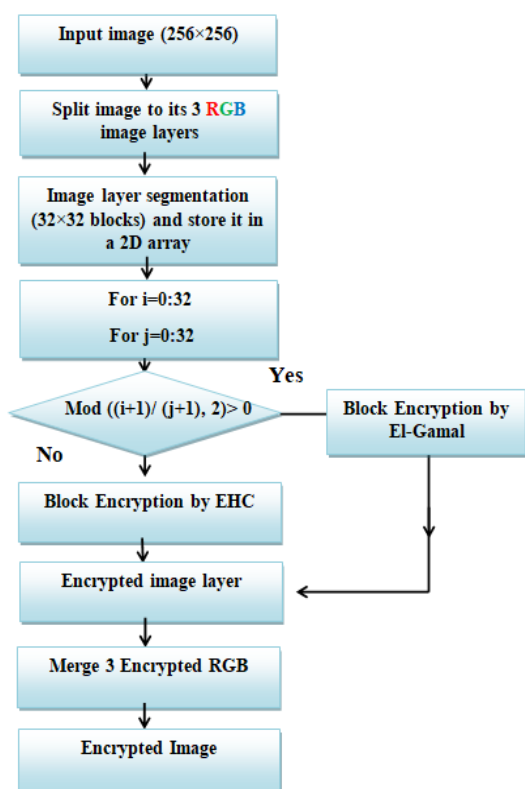 Input image (256×256)
Split image to its 3 RGB
image layers
Image layer segmentation
(32×32 blocks) and store it in
a 2D array
For i=0:32
For j=0:32
Yes
Mod ((i+1)/ (j+1), 2)> 0
Block Encryption by
El-Gamal
No
Block Encryption by EHC
Encrypted image layer
Merge 3 Encrypted RGB
Encrypted Image